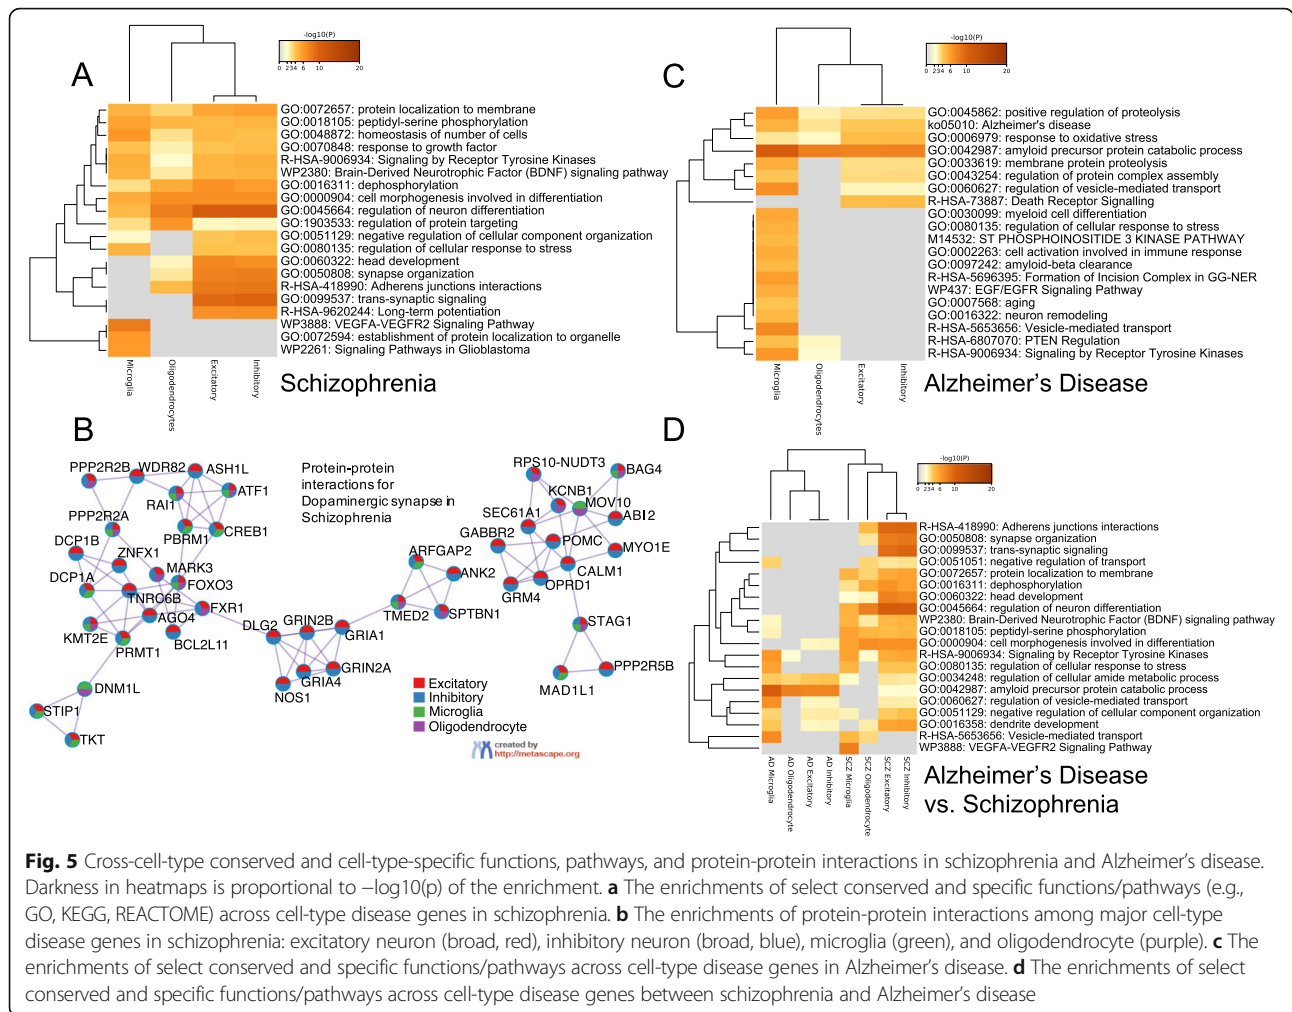 A
-log10(P)
0 2 3 4 6 10 20
GO:0072657: protein localization to membrane
GO:0018105: peptidyl-serine phosphorylation
GO:0048872: homeostasis of number of cells
GO:0070848: response to growth factor
R-HSA-9006934: Signaling by Receptor Tyrosine Kinases
WP2380: Brain-Derived Neurotrophic Factor (BDNF) signaling pathway
GO:0016311: dephosphorylation
GO:0000904: cell morphogenesis involved in differentiation
GO:0045664: regulation of neuron differentiation
GO:1903533: regulation of protein targeting
GO:0051129: negative regulation of cellular component organization
GO:0080135: regulation of cellular response to stress
GO:0060322: head development
GO:0050808: synapse organization
R-HSA-418990: Adherens junctions interactions
GO:0099537: trans-synaptic signaling
R-HSA-9620244: Long-term potentiation
WP3888: VEGFA-VEGFR2 Signaling Pathway
GO:0072594: establishment of protein localization to organelle
WP2261: Signaling Pathways in Glioblastoma
Microglia
Oligodendrocytes
Excitatory
Inhibitory
Schizophrenia
C
-log10(P)
0 2 3 4 6 10 20
GO:0045862: positive regulation of proteolysis
ko05010: Alzheimer's disease
GO:0006979: response to oxidative stress
GO:0042987: amyloid precursor protein catabolic process
GO:0033619: membrane protein proteolysis
GO:0043254: regulation of protein complex assembly
GO:0060627: regulation of vesicle-mediated transport
R-HSA-73887: Death Receptor Signalling
GO:0030099: myeloid cell differentiation
GO:0080135: regulation of cellular response to stress
M14532: ST PHOSPHOINOSITIDE 3 KINASE PATHWAY
GO:0002263: cell activation involved in immune response
GO:0097242: amyloid-beta clearance
R-HSA-5696395: Formation of Incision Complex in GG-NER
WP437: EGF/EGFR Signaling Pathway
GO:0007568: aging
GO:0016322: neuron remodeling
R-HSA-5653656: Vesicle-mediated transport
R-HSA-6807070: PTEN Regulation
R-HSA-9006934: Signaling by Receptor Tyrosine Kinases
Microglia
Oligodendrocytes
Excitatory
Inhibitory
Alzheimer's Disease
B
Protein-protein
interactions for
Dopaminergic synapse in
Schizophrenia
PPP2R2B
WDR82
ASH1L
RAI1
ATF1
PPP2R2A
PBRM1
CREB1
DCP1B
ZNFX1
MARK3
DCP1A
FOXO3
TNRC6B
AGO4
FXR1
KMT2E
PRMT1
BCL2L11
DNM1L
STIP1
TKT
DLG2
GRIN2B
GRIA1
GRIN2A
GRIA4
NOS1
ARFGAP2
ANK2
TMED2
SPTBN1
RPS10-NUDT3
BAG4
KCNB1
MOV10
SEC61A1
ABI2
GABBR2
POMC
MYO1E
CALM1
OPRD1
GRM4
STAG1
PPP2R5B
MAD1L1
Excitatory
Inhibitory
Microglia
Oligodendrocyte
created by
http://metascape.org
D
-log10(P)
0 2 3 4 6 10 20
R-HSA-418990: Adherens junctions interactions
GO:0050808: synapse organization
GO:0099537: trans-synaptic signaling
GO:0051051: negative regulation of transport
GO:0072657: protein localization to membrane
GO:0016311: dephosphorylation
GO:0060322: head development
GO:0045664: regulation of neuron differentiation
WP2380: Brain-Derived Neurotrophic Factor (BDNF) signaling pathway
GO:0018105: peptidyl-serine phosphorylation
GO:0000904: cell morphogenesis involved in differentiation
R-HSA-9006934: Signaling by Receptor Tyrosine Kinases
GO:0080135: regulation of cellular response to stress
GO:0034248: regulation of cellular amide metabolic process
GO:0042987: amyloid precursor protein catabolic process
GO:0060627: regulation of vesicle-mediated transport
GO:0051129: negative regulation of cellular component organization
GO:0016358: dendrite development
R-HSA-5653656: Vesicle-mediated transport
WP3888: VEGFA-VEGFR2 Signaling Pathway
AD Microglia
AD Oligodendrocyte
AD Excitatory
AD Inhibitory
SCZ Microglia
SCZ Oligodendrocyte
SCZ Excitatory
SCZ Inhibitory
Alzheimer's Disease
vs. Schizophrenia
Fig. 5 Cross-cell-type conserved and cell-type-specific functions, pathways, and protein-protein interactions in schizophrenia and Alzheimer's disease.
Darkness in heatmaps is proportional to −log10(p) of the enrichment. a The enrichments of select conserved and specific functions/pathways (e.g.,
GO, KEGG, REACTOME) across cell-type disease genes in schizophrenia. b The enrichments of protein-protein interactions among major cell-type
disease genes in schizophrenia: excitatory neuron (broad, red), inhibitory neuron (broad, blue), microglia (green), and oligodendrocyte (purple). c The
enrichments of select conserved and specific functions/pathways across cell-type disease genes in Alzheimer's disease. d The enrichments of select
conserved and specific functions/pathways across cell-type disease genes between schizophrenia and Alzheimer's disease